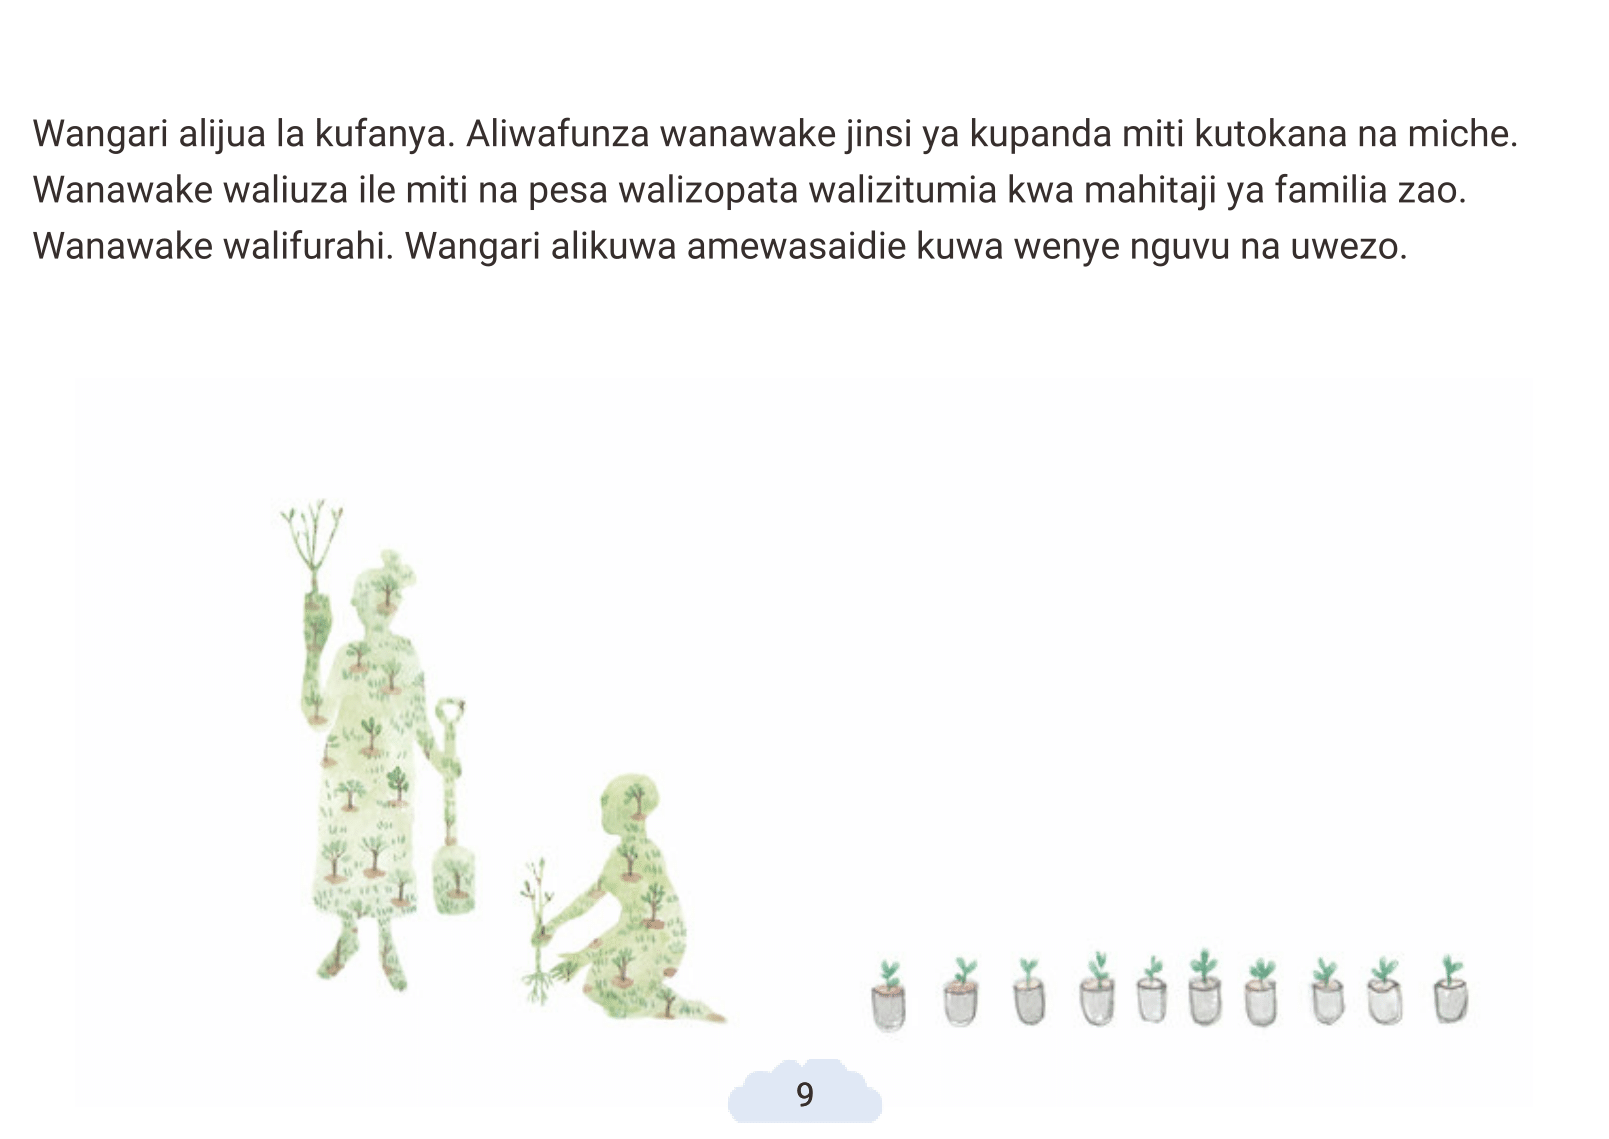 Wangari alijua la kufanya. Aliwafunza wanawake jinsi ya kupanda miti kutokana na miche.
Wanawake waliuza ile miti na pesa walizopata walizitumia kwa mahitaji ya familia zao.
Wanawake walifurahi. Wangari alikuwa amewasaidie kuwa wenye nguvu na uwezo.
9